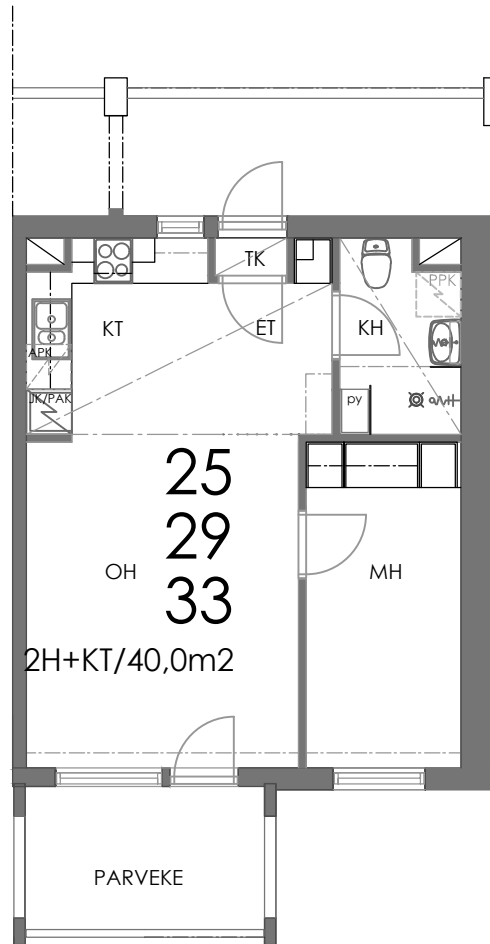 TK
PPK
KT
ET
KH
APK
JK/PAK
PY
25
29
33
OH
MH
2H+KT/40,0m2
PARVEKE